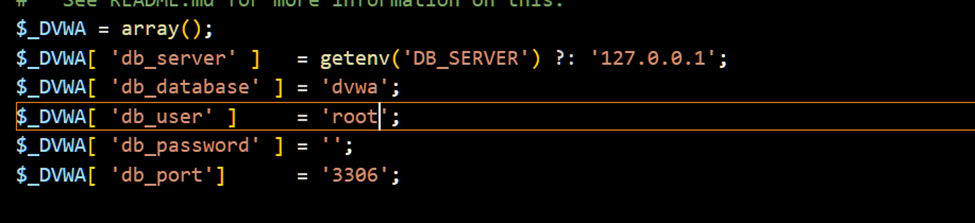 #   See README.md for more information on this.
$_DVWA = array();
$_DVWA[ 'db_server' ]   = getenv('DB_SERVER') ?: '127.0.0.1';
$_DVWA[ 'db_database' ] = 'dvwa';
$_DVWA[ 'db_user' ]     = 'root';
$_DVWA[ 'db_password' ] = '';
$_DVWA[ 'db_port']      = '3306';